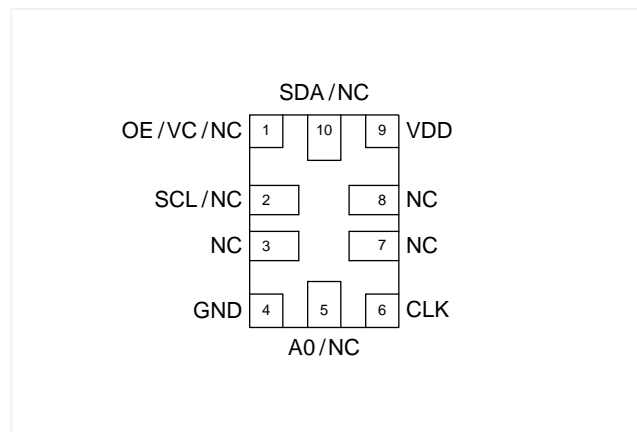 SDA/NC
OE/VC/NC 1 10 9 VDD
SCL/NC 2 8 NC
NC 3 7 NC
GND 4 5 6 CLK
A0/NC